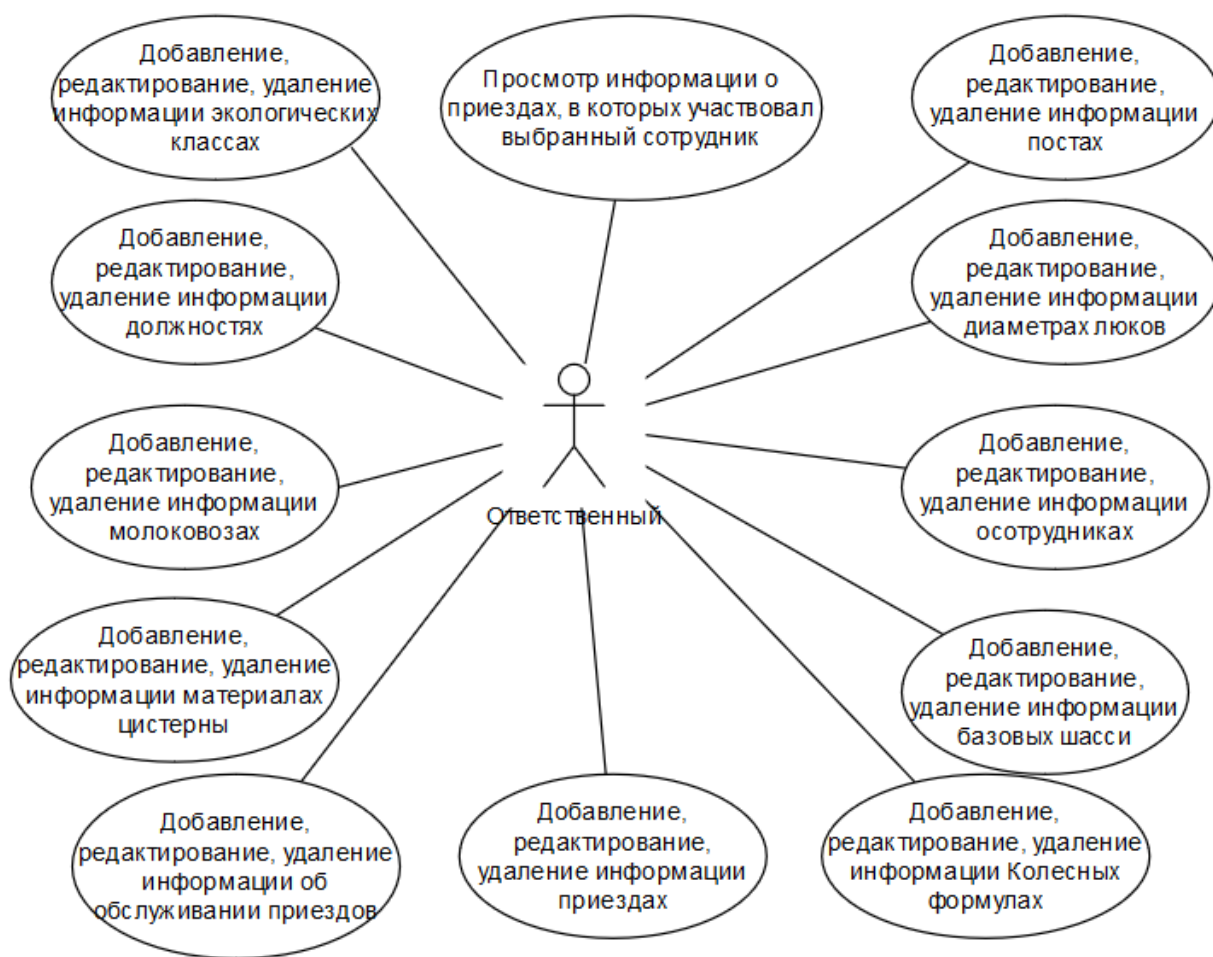 Добавление,
редактирование, удаление
информации экологических
классах
Просмотр информации о
приездах, в которых участвовал
выбранный сотрудник
Добавление,
редактирование,
удаление информации
постах
Добавление,
редактирование,
удаление информации
должностях
Добавление,
редактирование,
удаление информации
диаметрах люков
Добавление,
редактирование,
удаление информации
молоковозах
Ответственный
Добавление,
редактирование,
удаление информации
осотрудниках
Добавление,
редактирование, удаление
информации материалах
цистерны
Добавление,
редактирование,
удаление информации
базовых шасси
Добавление,
редактирование, удаление
информации об
обслуживании приездов
Добавление,
редактирование,
удаление информации
приездах
Добавление,
редактирование, удаление
информации Колесных
формулах